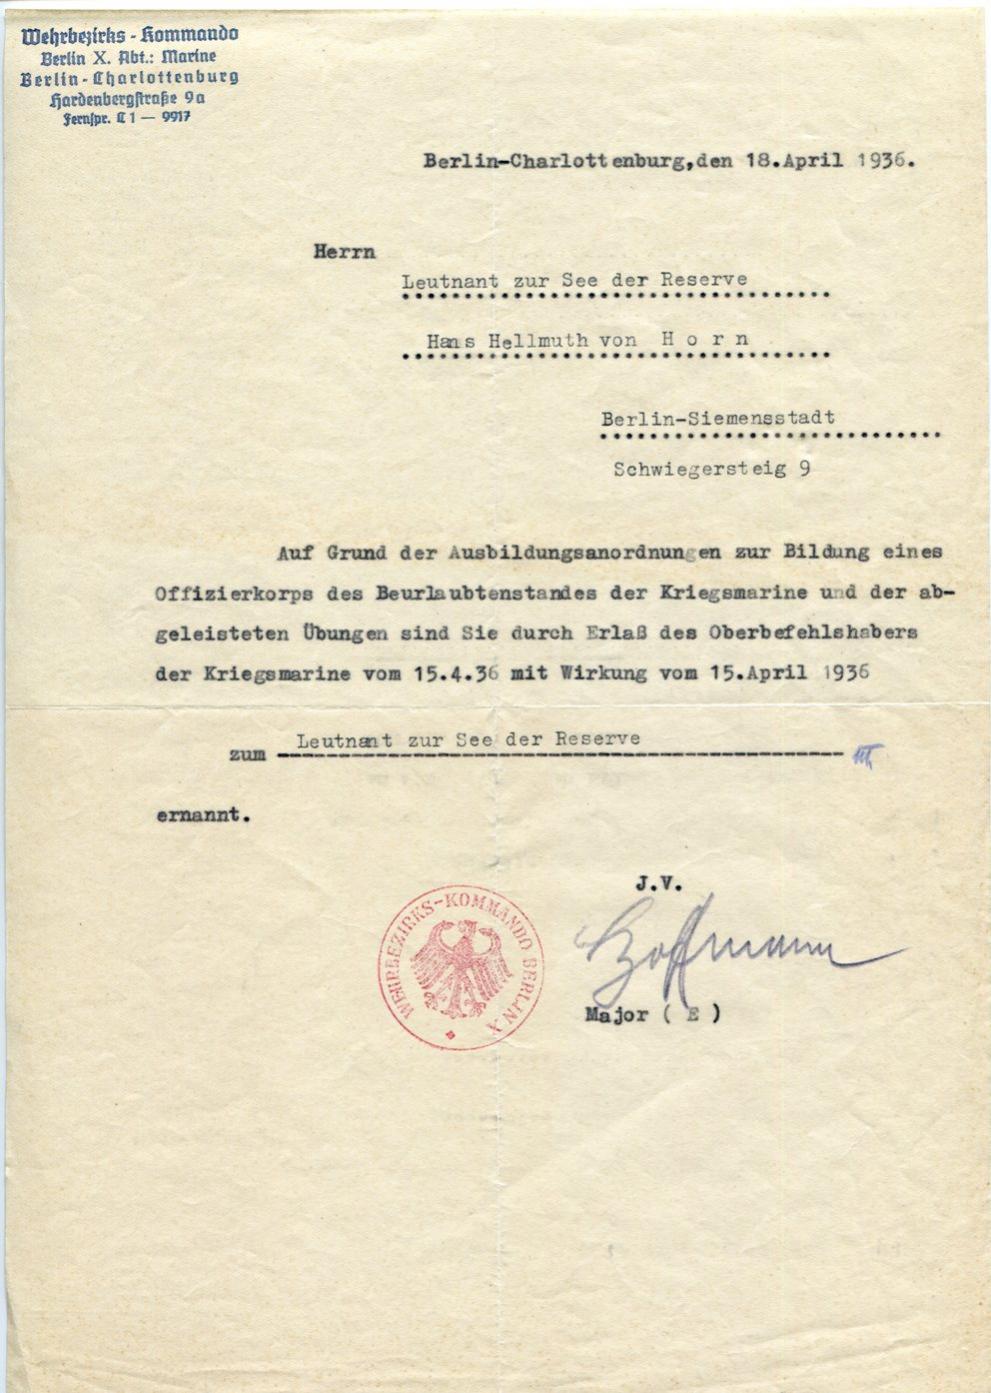 Wehrbezirks-Kommando
Berlin X. Abt.: Marine
Berlin-Charlottenburg
Hardenbergstraße 9a
Fernspr. C 1 — 9917
Berlin-Charlottenburg,den 18.April 1936.
Herrn
Leutnant zur See der Reserve
Hans Hellmuth von H o r n
Berlin-Siemensstadt
Schwiegersteig 9
Auf Grund der Ausbildungsanordnungen zur Bildung eines
Offizierkorps des Beurlaubtenstandes der Kriegsmarine und der ab-
geleisteten Übungen sind Sie durch Erlaß des Oberbefehlshabers
der Kriegsmarine vom 15.4.36 mit Wirkung vom 15.April 1936
zum Leutnant zur See der Reserve
ernannt.
J.V.
Hoffmann
WEHRBEZIRKS-KOMMANDO BERLIN X
Major ( E )